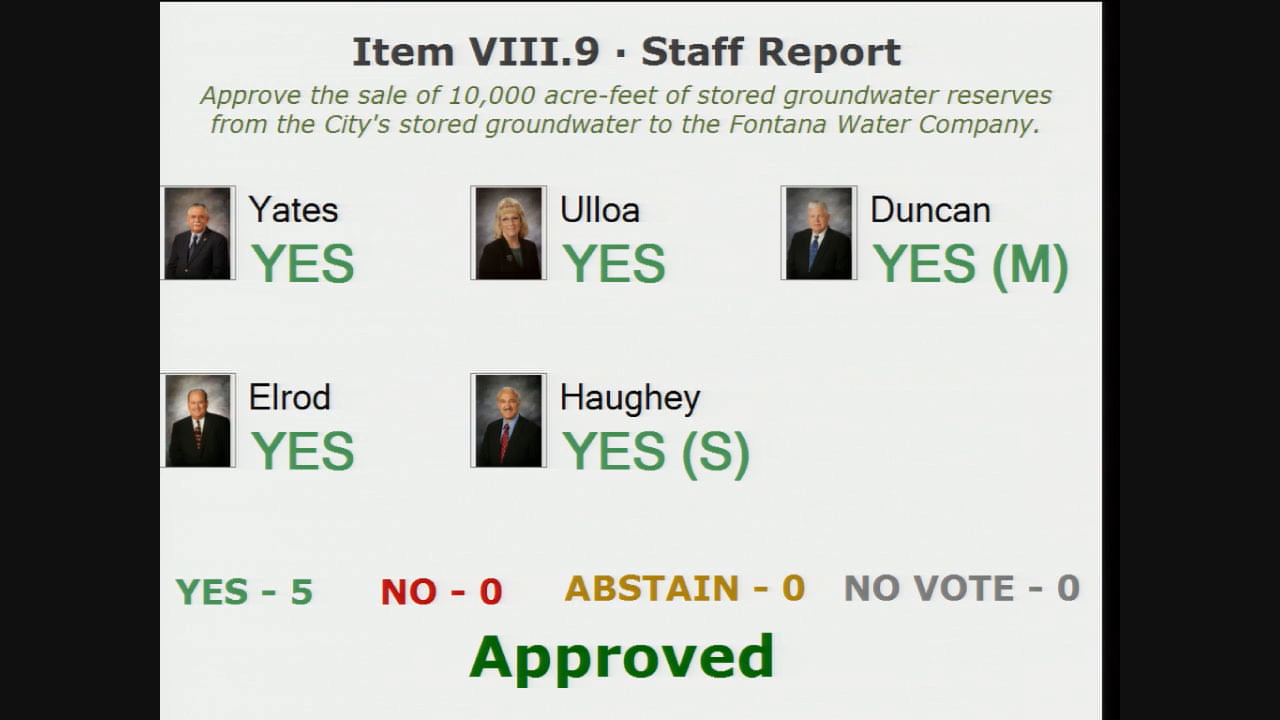 Item VIII.9 · Staff Report
Approve the sale of 10,000 acre-feet of stored groundwater reserves
from the City's stored groundwater to the Fontana Water Company.
Yates
YES
Ulloa
YES
Duncan
YES (M)
Elrod
YES
Haughey
YES (S)
YES - 5 NO - 0 ABSTAIN - 0 NO VOTE - 0
Approved